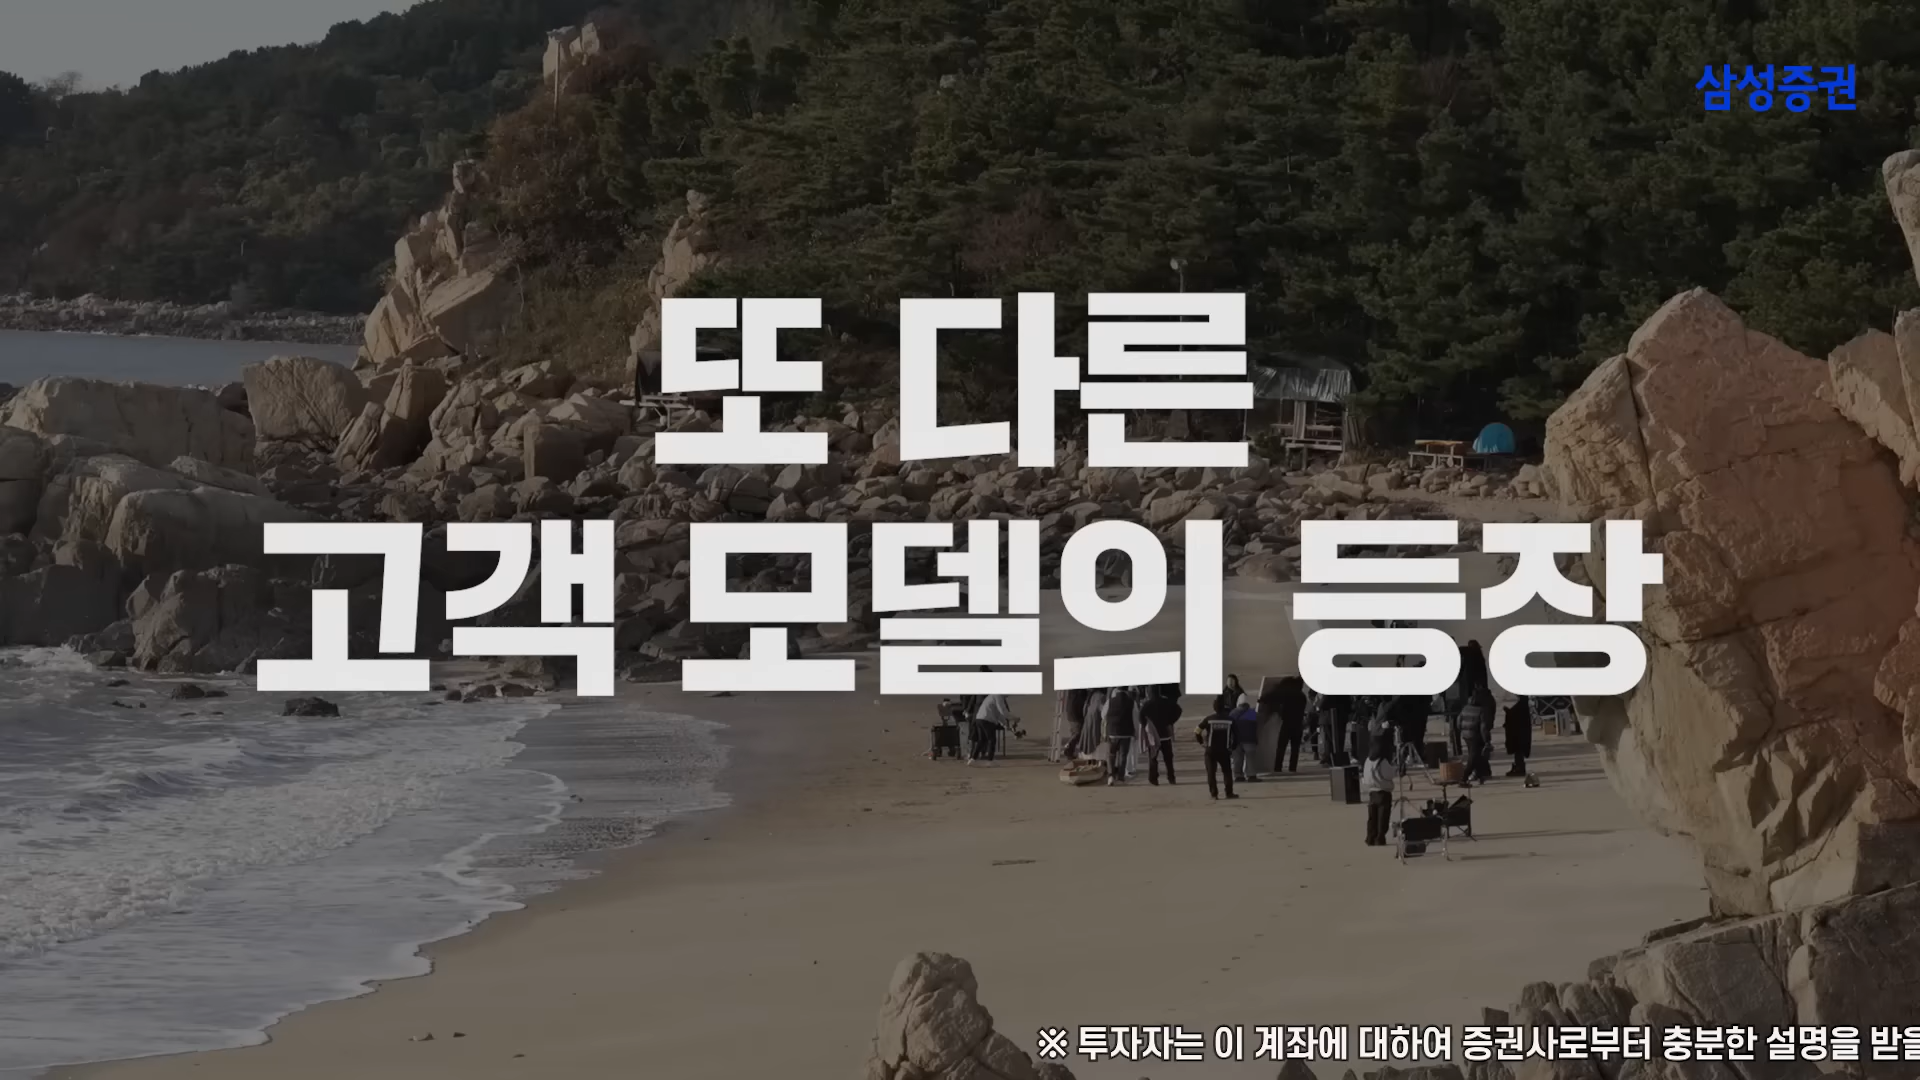 삼성증권
또 다른
고객 모델의 등장
※ 투자자는 이 계좌에 대하여 증권사로부터 충분한 설명을 받을